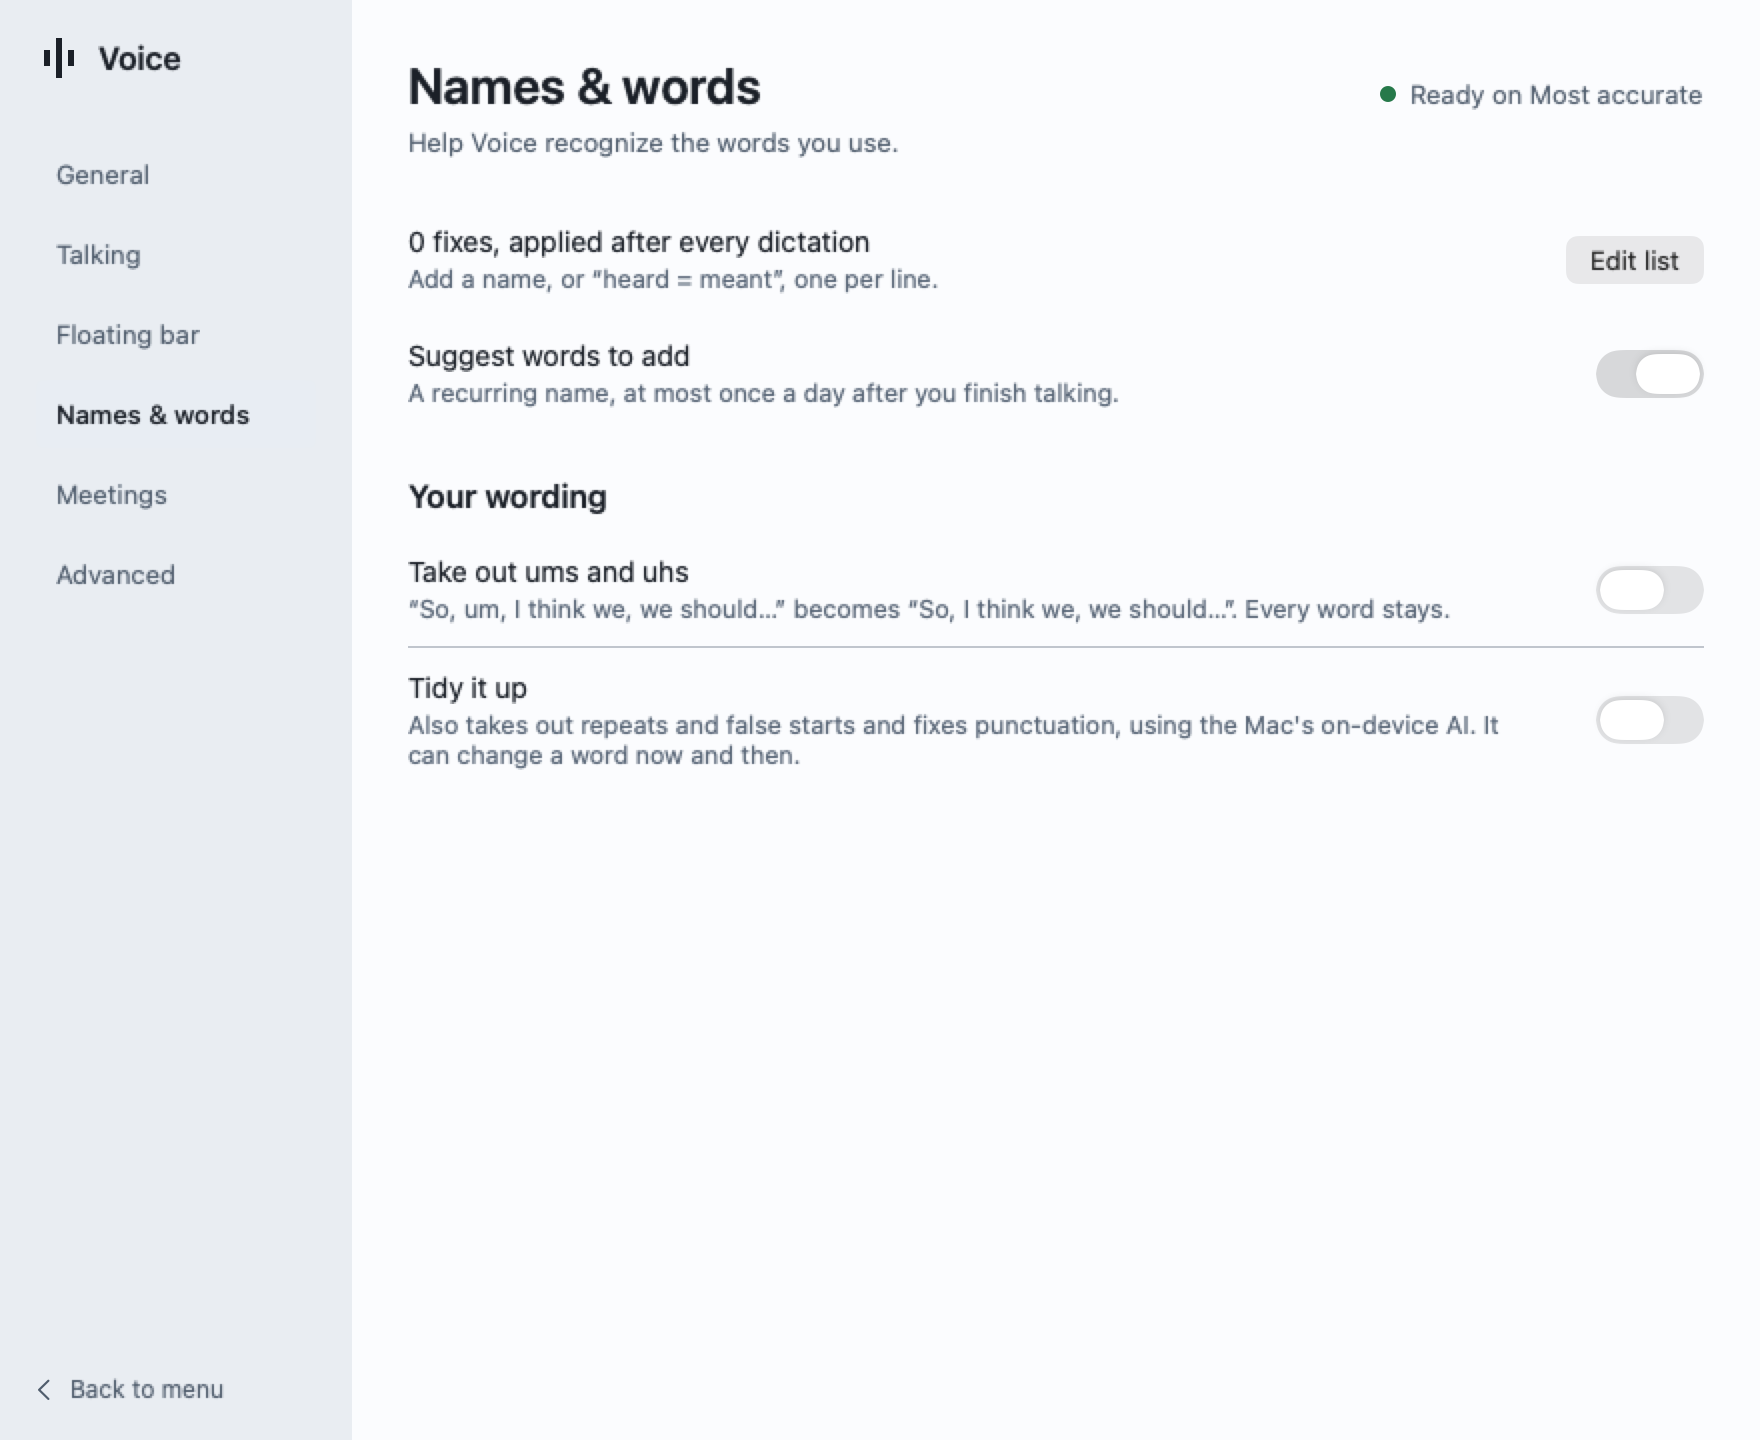 Voice
General
Talking
Floating bar
Names & words
Meetings
Advanced
Back to menu
Names & words
Ready on Most accurate
Help Voice recognize the words you use.
0 fixes, applied after every dictation
Add a name, or “heard = meant”, one per line.
Edit list
Suggest words to add
A recurring name, at most once a day after you finish talking.
Your wording
Take out ums and uhs
“So, um, I think we, we should…” becomes “So, I think we, we should…”. Every word stays.
Tidy it up
Also takes out repeats and false starts and fixes punctuation, using the Mac's on-device AI. It
can change a word now and then.